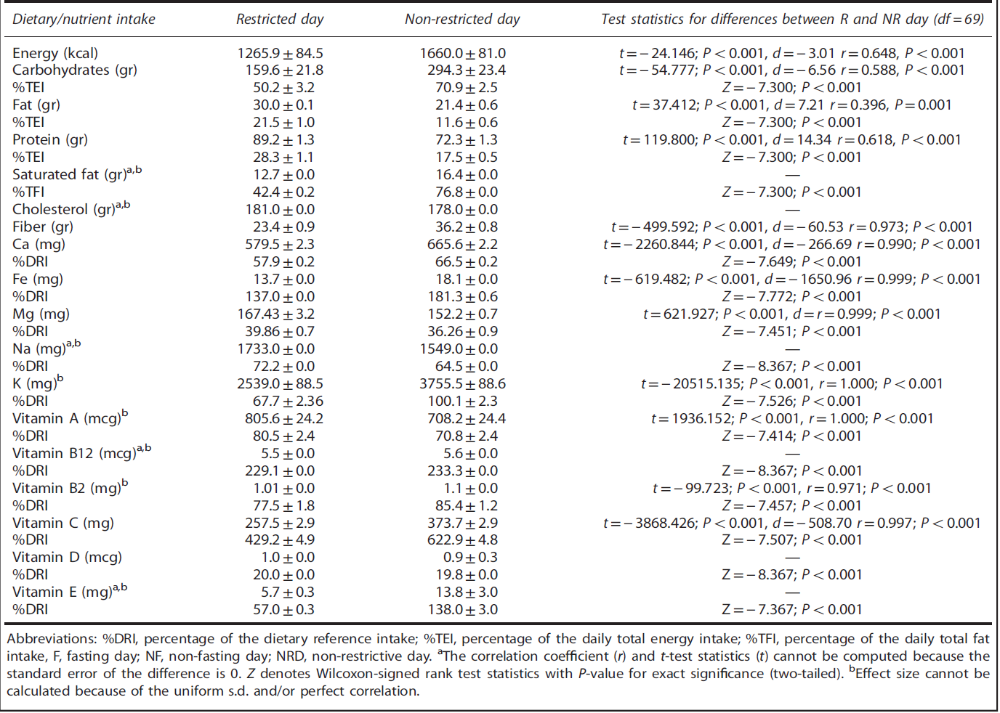 Dietary/nutrient intake Restricted day Non-restricted day Test statistics for differences between R and NR day (df = 69)
Energy (kcal) 1265.9 ± 84.5 1660.0 ± 81.0 t = − 24.146; P < 0.001, d = − 3.01 r = 0.648, P < 0.001
Carbohydrates (gr) 159.6 ± 21.8 294.3 ± 23.4 t = − 54.777; P < 0.001, d = − 6.56 r = 0.588, P < 0.001
%TEI 50.2 ± 3.2 70.9 ± 2.5 Z = − 7.300; P < 0.001
Fat (gr) 30.0 ± 0.1 21.4 ± 0.6 t = 37.412; P < 0.001, d = 7.21 r = 0.396, P = 0.001
%TEI 21.5 ± 1.0 11.6 ± 0.6 Z = − 7.300; P < 0.001
Protein (gr) 89.2 ± 1.3 72.3 ± 1.3 t = 119.800; P < 0.001, d = 14.34 r = 0.618, P < 0.001
%TEI 28.3 ± 1.1 17.5 ± 0.5 Z = − 7.300; P < 0.001
Saturated fat (gr)a,b 12.7 ± 0.0 16.4 ± 0.0 —
%TFI 42.4 ± 0.2 76.8 ± 0.0 Z = − 7.300; P < 0.001
Cholesterol (gr)a,b 181.0 ± 0.0 178.0 ± 0.0 —
Fiber (gr) 23.4 ± 0.9 36.2 ± 0.8 t = − 499.592; P < 0.001, d = − 60.53 r = 0.973; P < 0.001
Ca (mg) 579.5 ± 2.3 665.6 ± 2.2 t = − 2260.844; P < 0.001, d = − 266.69 r = 0.990; P < 0.001
%DRI 57.9 ± 0.2 66.5 ± 0.2 Z = − 7.649; P < 0.001
Fe (mg) 13.7 ± 0.0 18.1 ± 0.0 t = − 619.482; P < 0.001, d = − 1650.96 r = 0.999; P < 0.001
%DRI 137.0 ± 0.0 181.3 ± 0.6 Z = − 7.772; P < 0.001
Mg (mg) 167.43 ± 3.2 152.2 ± 0.7 t = 621.927; P < 0.001, d = r = 0.999; P < 0.001
%DRI 39.86 ± 0.7 36.26 ± 0.9 Z = − 7.451; P < 0.001
Na (mg)a,b 1733.0 ± 0.0 1549.0 ± 0.0 —
%DRI 72.2 ± 0.0 64.5 ± 0.0 Z = − 8.367; P < 0.001
K (mg)b 2539.0 ± 88.5 3755.5 ± 88.6 t = − 20515.135; P < 0.001, r = 1.000; P < 0.001
%DRI 67.7 ± 2.36 100.1 ± 2.3 Z = − 7.526; P < 0.001
Vitamin A (mcg)b 805.6 ± 24.2 708.2 ± 24.4 t = 1936.152; P < 0.001, r = 1.000; P < 0.001
%DRI 80.5 ± 2.4 70.8 ± 2.4 Z = − 7.414; P < 0.001
Vitamin B12 (mcg)a,b 5.5 ± 0.0 5.6 ± 0.0 —
%DRI 229.1 ± 0.0 233.3 ± 0.0 Z = − 8.367; P < 0.001
Vitamin B2 (mg)b 1.01 ± 0.0 1.1 ± 0.0 t = − 99.723; P < 0.001, r = 0.971; P < 0.001
%DRI 77.5 ± 1.8 85.4 ± 1.2 Z = − 7.457; P < 0.001
Vitamin C (mg) 257.5 ± 2.9 373.7 ± 2.9 t = − 3868.426; P < 0.001, d = − 508.70 r = 0.997; P < 0.001
%DRI 429.2 ± 4.9 622.9 ± 4.8 Z = − 7.507; P < 0.001
Vitamin D (mcg) 1.0 ± 0.0 0.9 ± 0.3 —
%DRI 20.0 ± 0.0 19.8 ± 0.0 Z = − 8.367; P < 0.001
Vitamin E (mg)a,b 5.7 ± 0.3 13.8 ± 3.0 —
%DRI 57.0 ± 0.3 138.0 ± 3.0 Z = − 7.367; P < 0.001
Abbreviations: %DRI, percentage of the dietary reference intake; %TEI, percentage of the daily total energy intake; %TFI, percentage of the daily total fat
intake, F, fasting day; NF, non-fasting day; NRD, non-restrictive day. aThe correlation coefficient (r) and t-test statistics (t) cannot be computed because the
standard error of the difference is 0. Z denotes Wilcoxon-signed rank test statistics with P-value for exact significance (two-tailed). bEffect size cannot be
calculated because of the uniform s.d. and/or perfect correlation.